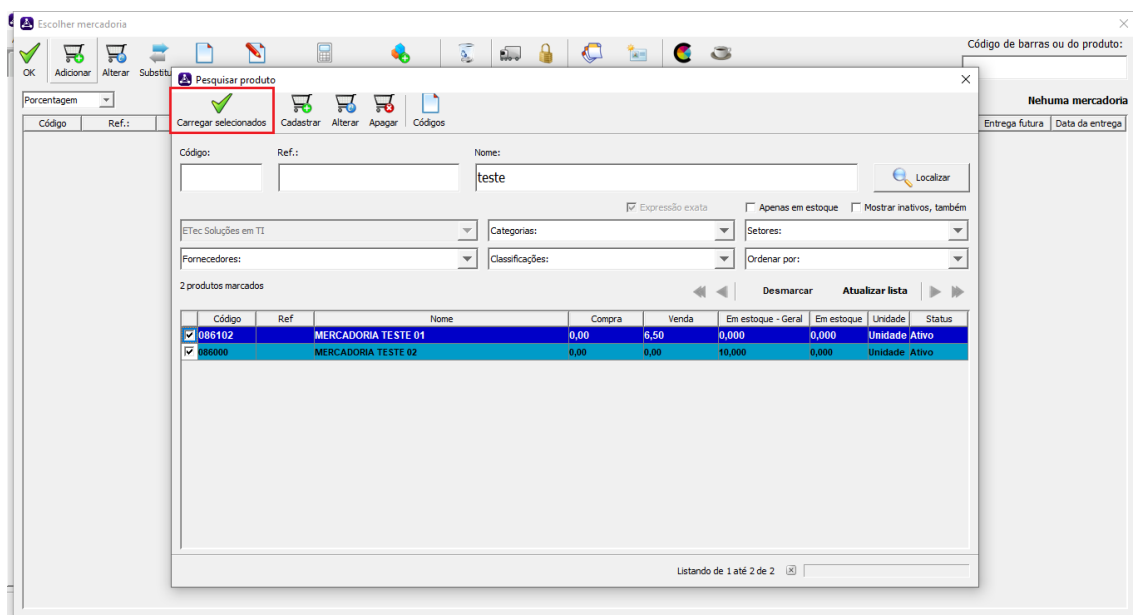 Escolher mercadoria
Código de barras ou do produto:
OK Adicionar Alterar
Pesquisar produto
Porcentagem
Nehuma mercadoria
Carregar selecionados Cadastrar Alterar Apagar Códigos
Código Ref.: Entrega futura Data da entrega
Código: Ref.: Nome:
teste
Localizar
Expressão exata Apenas em estoque Mostrar inativos, também
ETec Soluções em TI Categorias: Setores:
Fornecedores: Classificações: Ordenar por:
2 produtos marcados
Desmarcar Atualizar lista
Código Ref Nome Compra Venda Em estoque - Geral Em estoque Unidade Status
086102 MERCADORIA TESTE 01 0,00 6,50 0,000 0,000 Unidade Ativo
086000 MERCADORIA TESTE 02 0,00 0,00 10,000 0,000 Unidade Ativo
Listando de 1 até 2 de 2